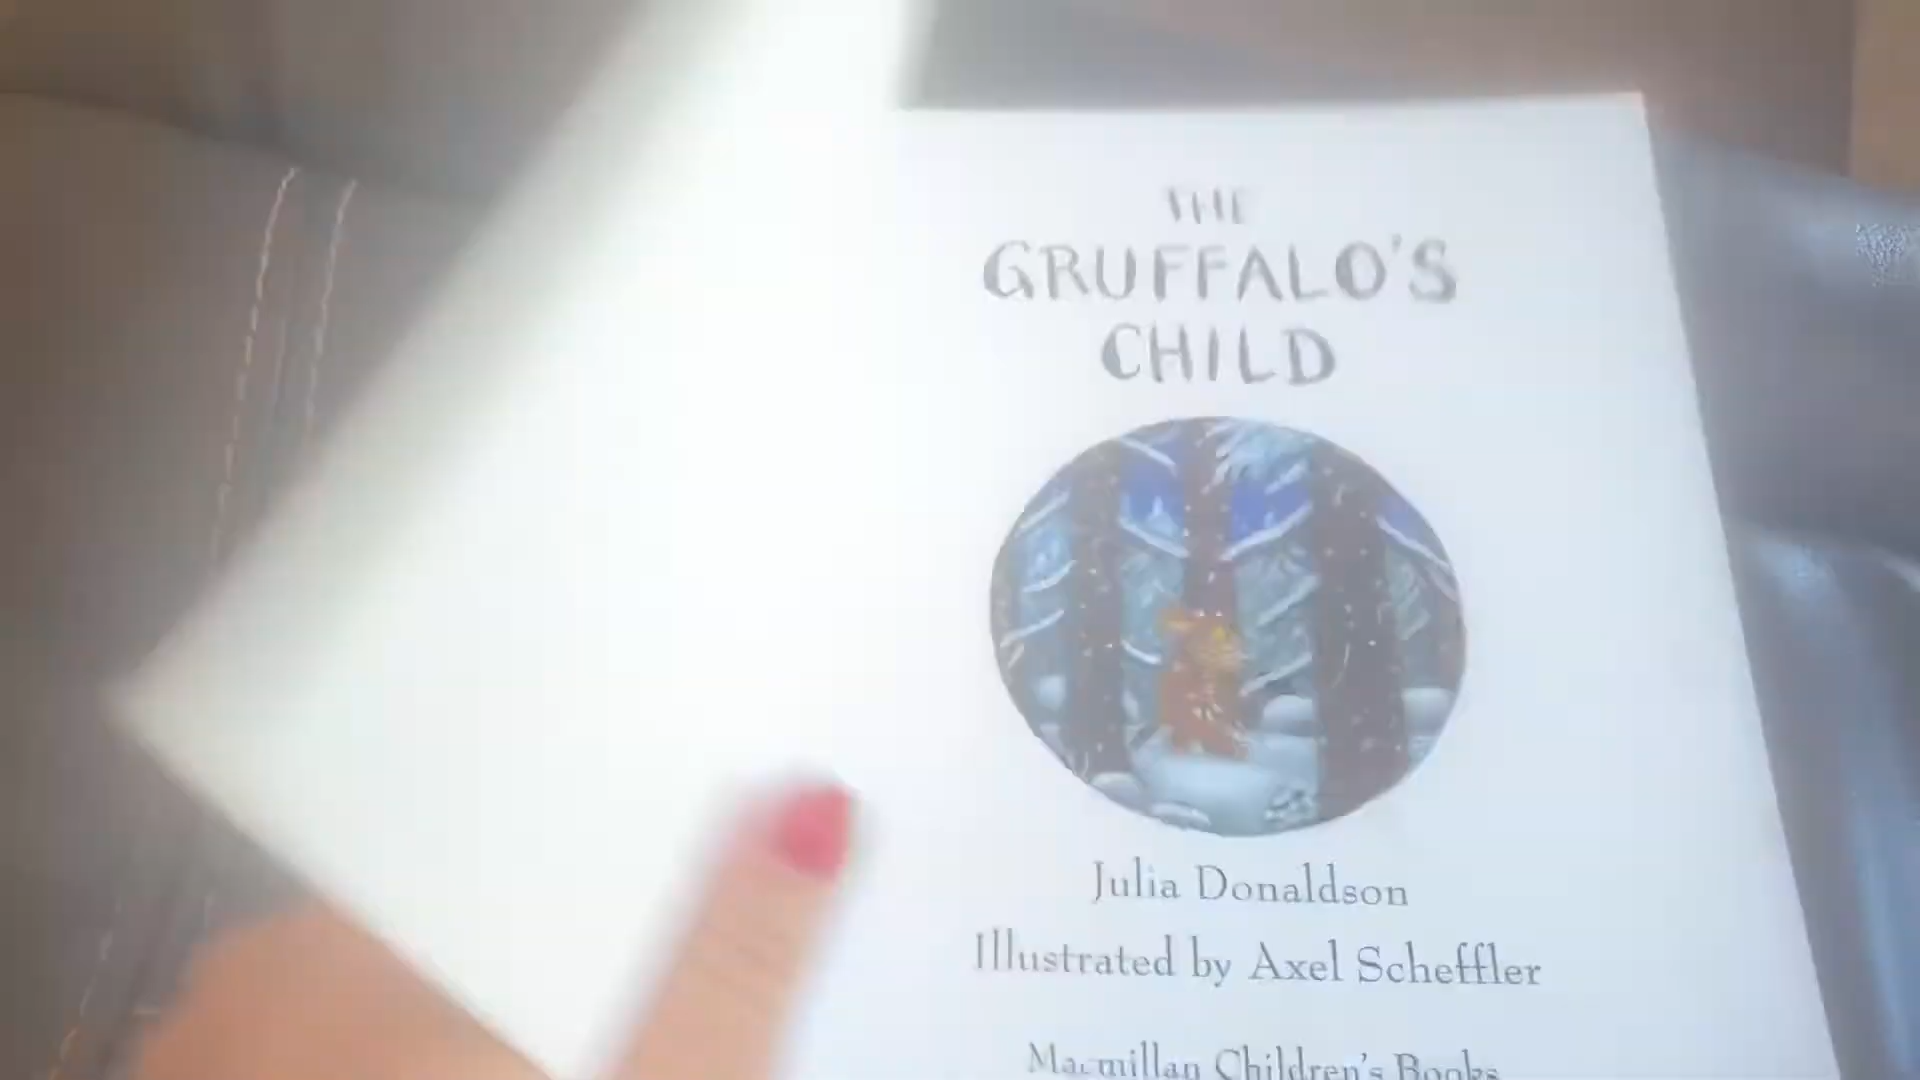 THE
GRUFFALO'S
CHILD
Julia Donaldson
Illustrated by Axel Scheffler
Macmillan Children's Books